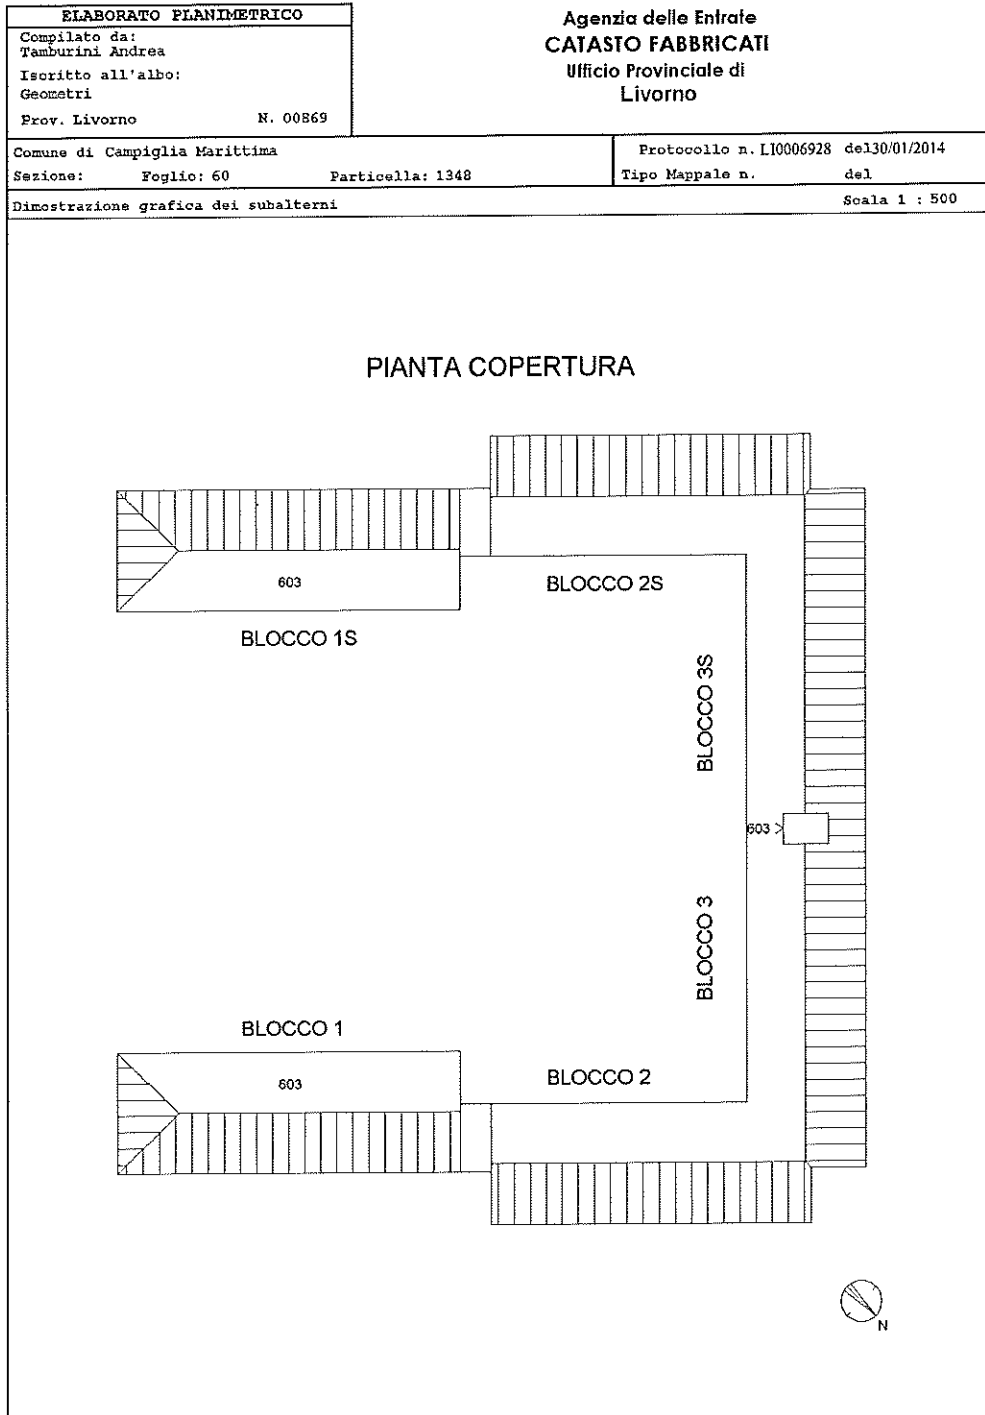 ELABORATO PLANIMETRICO
Compilato da:
Tamburini Andrea
Iscritto all'albo:
Geometri
Prov. Livorno N. 00869
Agenzia delle Entrate
CATASTO FABBRICATI
Ufficio Provinciale di
Livorno
Comune di Campiglia Marittima
Sezione: Foglio: 60 Particella: 1348
Protocollo n. LI0006928 del 30/01/2014
Tipo Mappale n. del
Dimostrazione grafica dei subalterni
Scala 1 : 500
PIANTA COPERTURA
603
BLOCCO 2S
BLOCCO 1S
BLOCCO 3S
603 >
BLOCCO 3
BLOCCO 1
603
BLOCCO 2
N